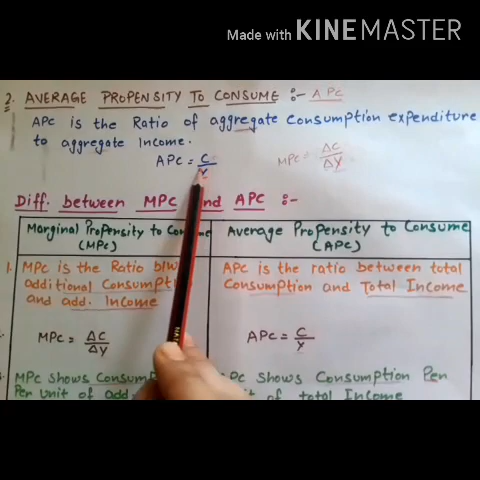 Made with KINEMASTER
2. AVERAGE PROPENSITY TO CONSUME :- APC
APC is the Ratio of aggregate Consumption expenditure
to aggregate Income.
APC = C/Y
MPC = ΔC/ΔY
Diff. between MPC and APC :-
Marginal Propensity to
(MPC)
Average Propensity to Consume
(APC)
1. MPC is the Ratio b/w
additional
and add. Income
APC is the ratio between total
Consumption and Total Income.
MPC = ΔC/ΔY
APC = C/Y
MPC shows
Per unit of add.
shows Consumption Per
of total Income